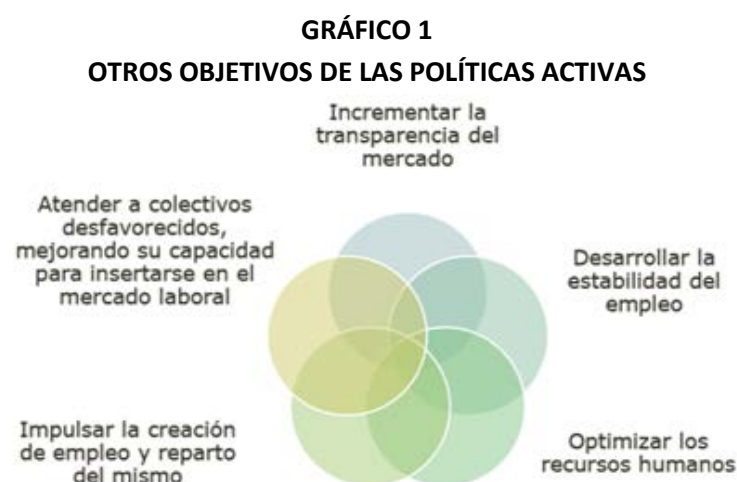 GRÁFICO 1
OTROS OBJETIVOS DE LAS POLÍTICAS ACTIVAS
Incrementar la
transparencia del
mercado
Atender a colectivos
desfavorecidos,
mejorando su capacidad
para insertarse en el
mercado laboral
Desarrollar la
estabilidad del
empleo
Impulsar la creación
de empleo y reparto
del mismo
Optimizar los
recursos humanos